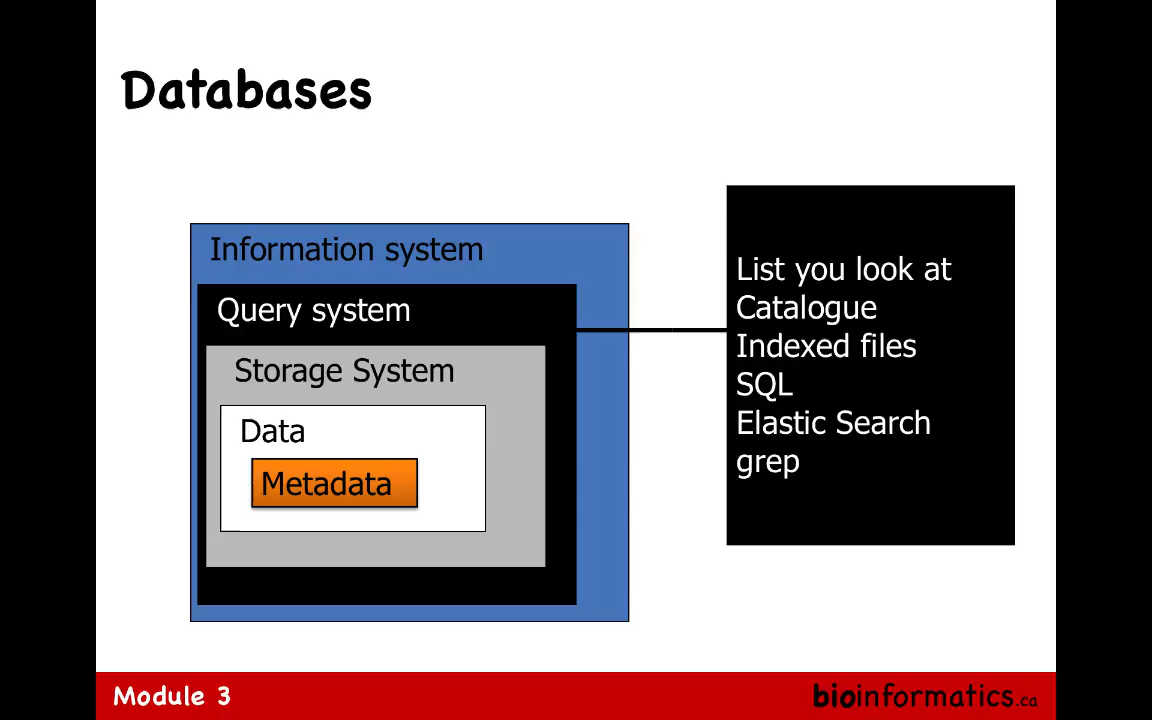 Databases
Information system
Query system
Storage System
Data
Metadata
List you look at
Catalogue
Indexed files
SQL
Elastic Search
grep
Module 3
bioinformatics.ca